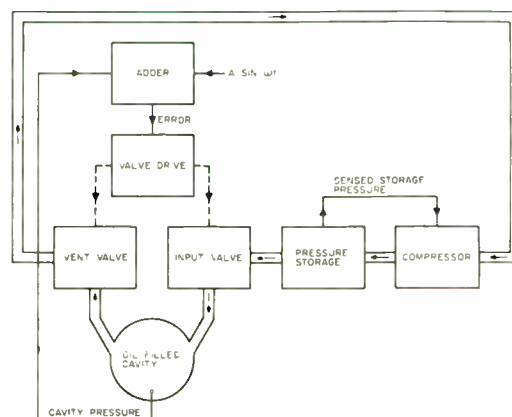 ADDER
A SIN ωt
ERROR
VALVE DRIVE
SENSED STORAGE
PRESSURE
VENT VALVE
INPUT VALVE
PRESSURE
STORAGE
COMPRESSOR
OIL FILLED
CAVITY
CAVITY PRESSURE